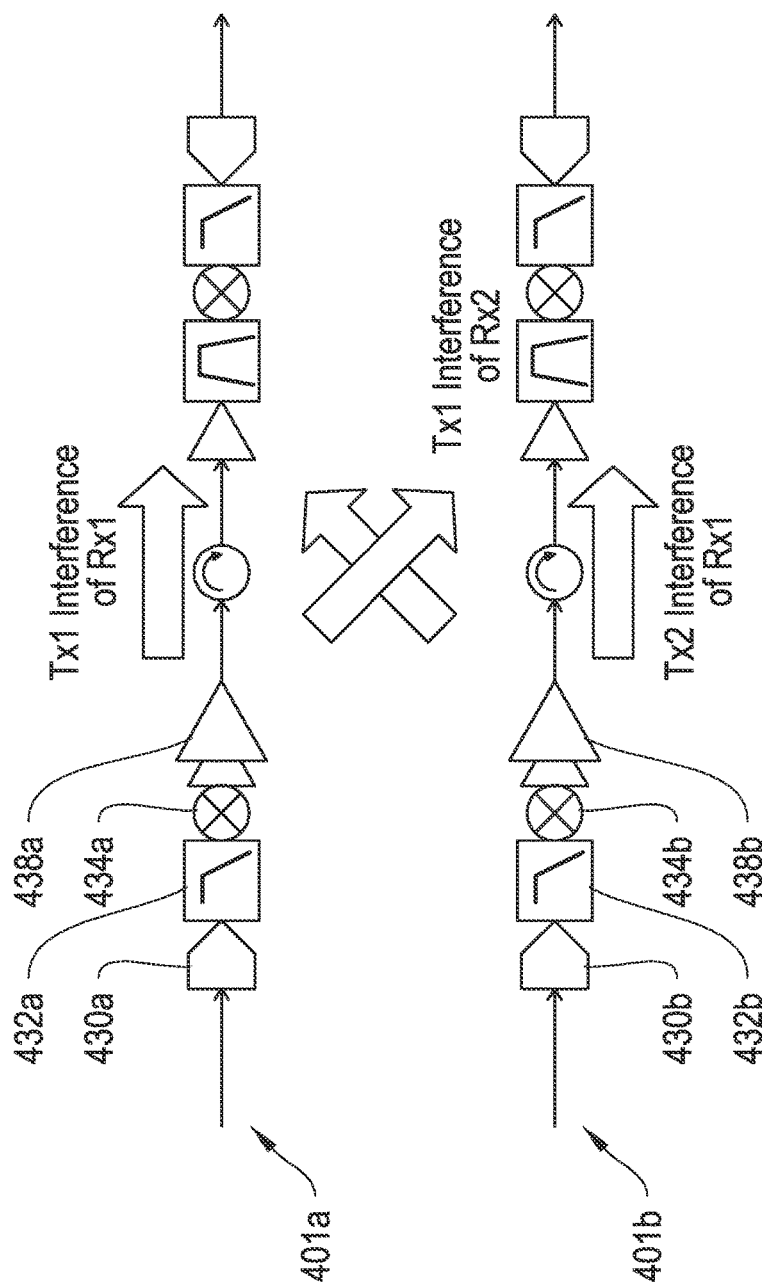 432a
438a
430a
434a
401a
Tx1 Interference
of Rx1
Tx1 Interference
of Rx2
Tx2 Interference
of Rx1
401b
430b
434b
432b
438b